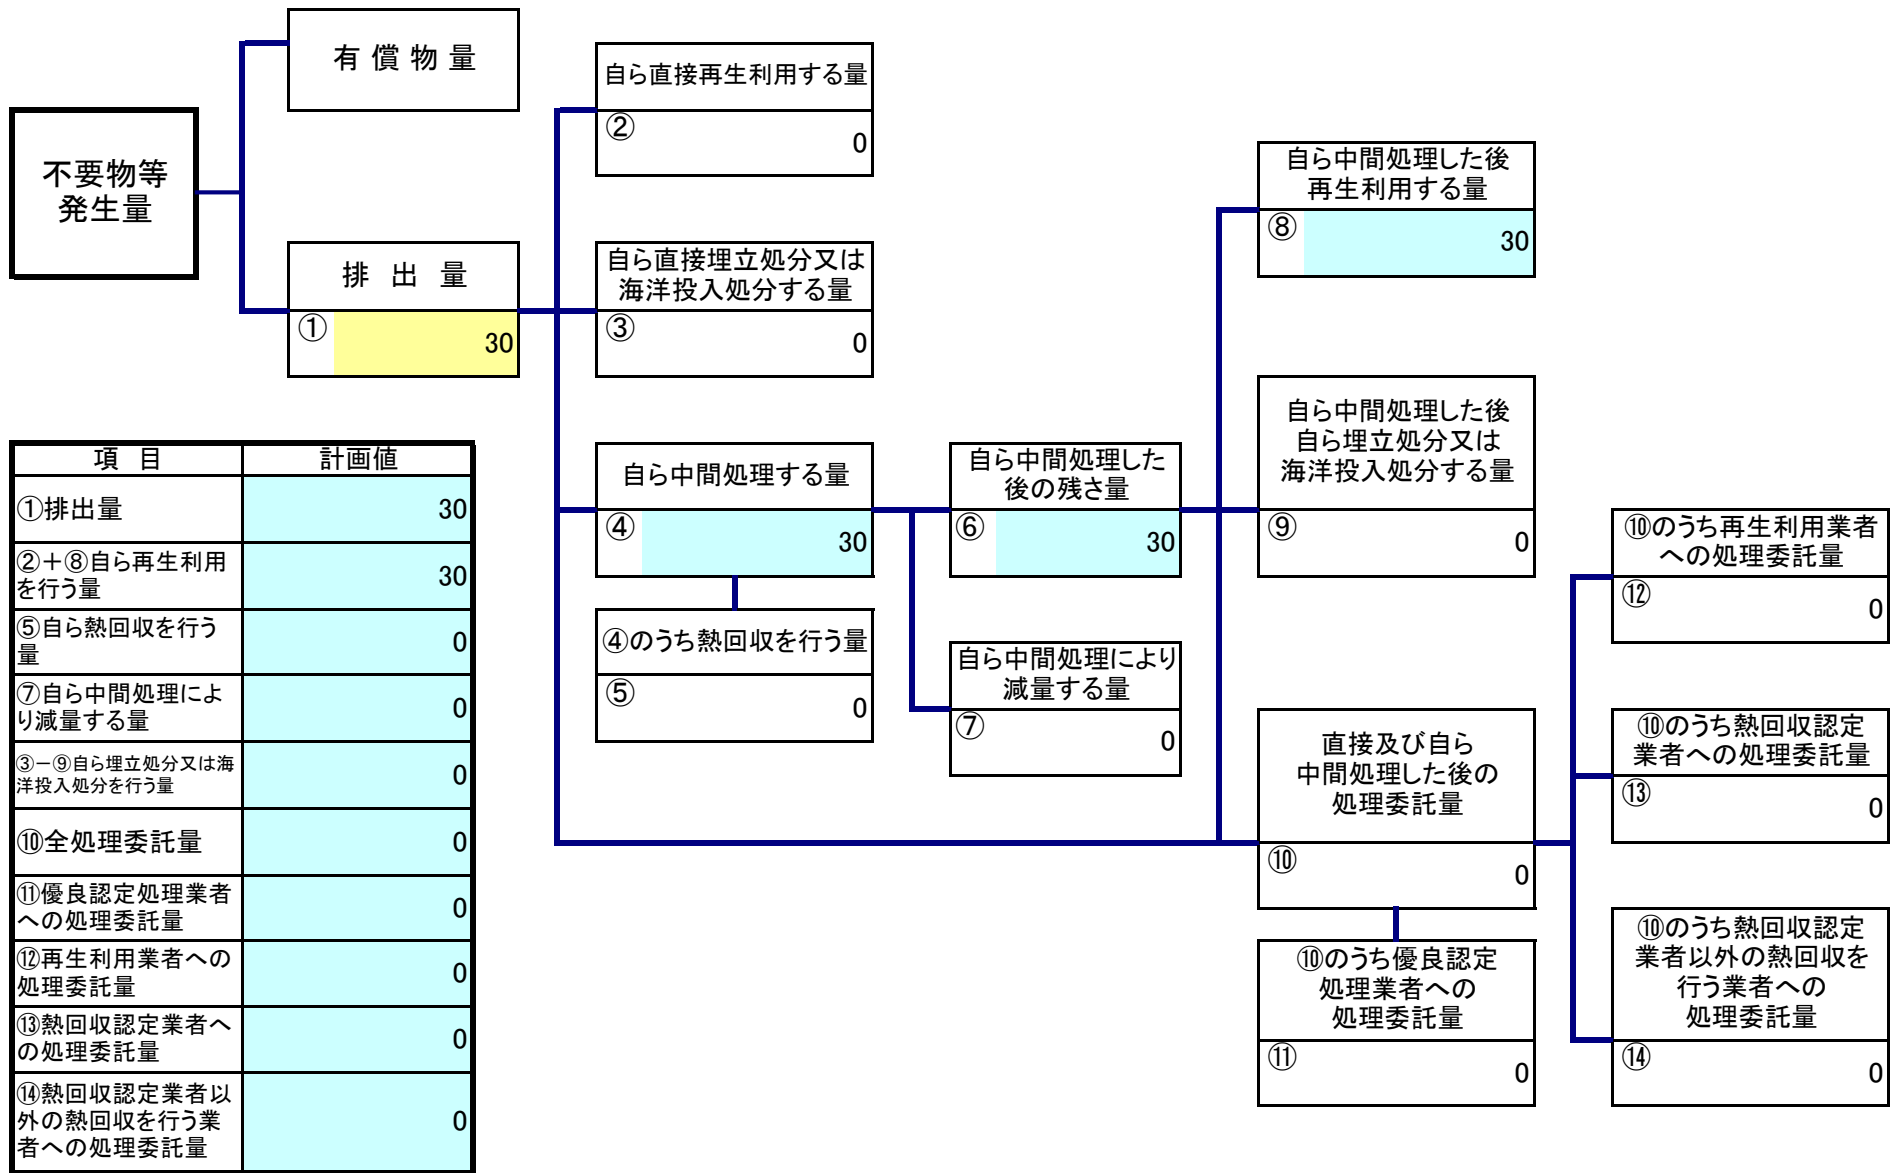 有償物量
不要物等
発生量
排出量
①
30
自ら直接再生利用する量
②
0
自ら直接埋立処分又は
海洋投入処分する量
③
0
自ら中間処理する量
④
30
④のうち熱回収を行う量
⑤
0
自ら中間処理した
後の残さ量
⑥
30
自ら中間処理により
減量する量
⑦
0
自ら中間処理した後
再生利用する量
⑧
30
自ら中間処理した後
自ら埋立処分又は
海洋投入処分する量
⑨
0
直接及び自ら
中間処理した後の
処理委託量
⑩
0
⑩のうち優良認定
処理業者への
処理委託量
⑪
0
⑩のうち再生利用業者
への処理委託量
⑫
0
⑩のうち熱回収認定
業者への処理委託量
⑬
0
⑩のうち熱回収認定
業者以外の熱回収を
行う業者への
処理委託量
⑭
0
項目 計画値
①排出量 30
②＋⑧自ら再生利用
を行う量 30
⑤自ら熱回収を行う
量 0
⑦自ら中間処理によ
り減量する量 0
③－⑨自ら埋立処分又は海
洋投入処分を行う量 0
⑩全処理委託量 0
⑪優良認定処理業者
への処理委託量 0
⑫再生利用業者への
処理委託量 0
⑬熱回収認定業者へ
の処理委託量 0
⑭熱回収認定業者以
外の熱回収を行う業
者への処理委託量 0